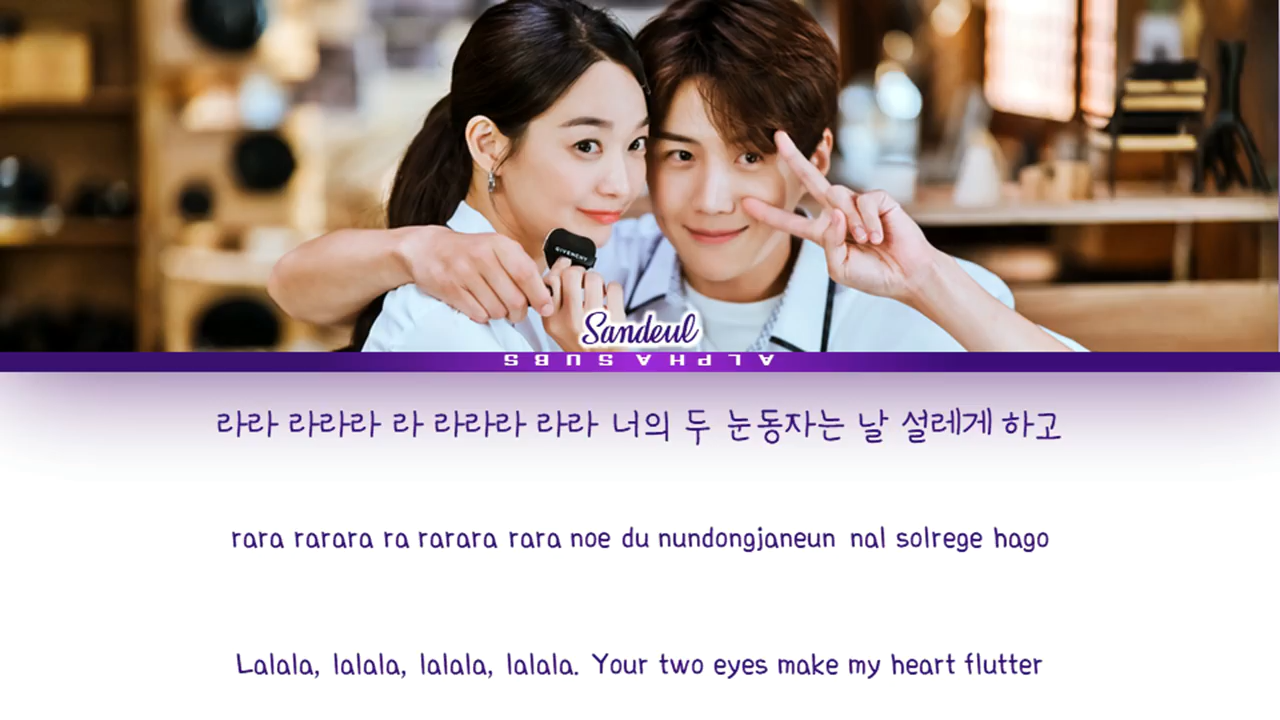 GIVENCHY
Sandeul
ALPHASUBS
라라 라라라 라 라라라 라라 너의 두 눈동자는 날 설레게 하고
rara rarara ra rarara rara noe du nundongjaneun nal solrege hago
Lalala, lalala, lalala, lalala. Your two eyes make my heart flutter